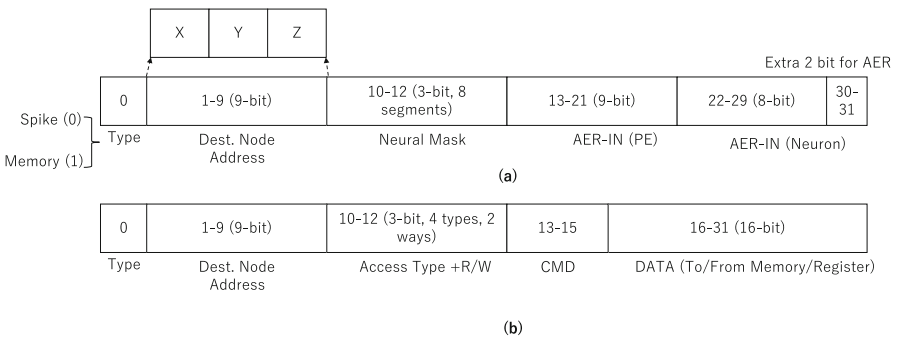 X Y Z
Extra 2 bit for AER
0 1-9 (9-bit) 10-12 (3-bit, 8 segments) 13-21 (9-bit) 22-29 (8-bit) 30-31
Spike (0)
Memory (1)
Type Dest. Node Address Neural Mask AER-IN (PE) AER-IN (Neuron)
(a)
0 1-9 (9-bit) 10-12 (3-bit, 4 types, 2 ways) 13-15 16-31 (16-bit)
Type Dest. Node Address Access Type +R/W CMD DATA (To/From Memory/Register)
(b)